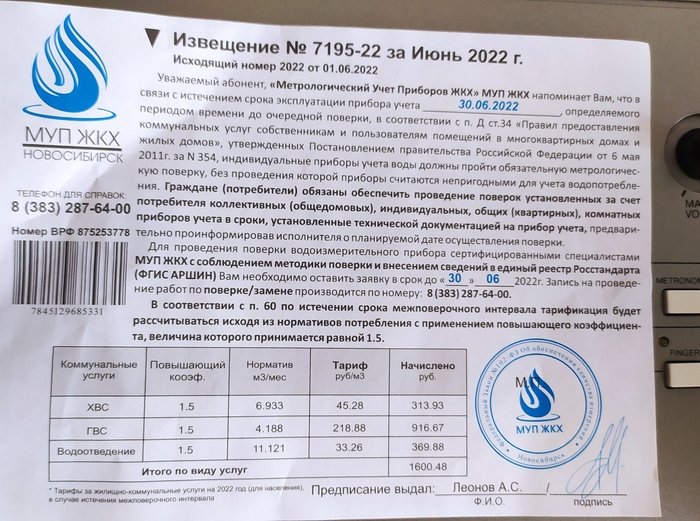 МУП ЖКХ
НОВОСИБИРСК
ТЕЛЕФОН ДЛЯ СПРАВОК:
8 (383) 287-64-00
Номер ВРФ 875253778
7845129685331
Извещение № 7195-22 за Июнь 2022 г.
Исходящий номер 2022 от 01.06.2022
Уважаемый абонент, «Метрологический Учет Приборов ЖКХ» МУП ЖКХ напоминает Вам, что в
связи с истечением срока эксплуатации прибора учета 30.06.2022, определяемого
периодом времени до очередной поверки, в соответствии с п. Д ст.34 «Правил предоставления
коммунальных услуг собственникам и пользователям помещений в многоквартирных домах и
жилых домов», утвержденных Постановлением правительства Российской Федерации от 6 мая
2011г. за N 354, индивидуальные приборы учета воды должны пройти обязательную метрологичес-
кую поверку, без проведения которой приборы считаются непригодными для учета водопотребле-
ния. Граждане (потребители) обязаны обеспечить проведение поверок установленных за счет
потребителя коллективных (общедомовых), индивидуальных, общих (квартирных), комнатных
приборов учета в сроки, установленные технической документацией на прибор учета, предвари-
тельно проинформировав исполнителя о планируемой дате осуществления поверки.
Для проведения поверки водоизмерительного прибора сертифицированными специалистами
МУП ЖКХ с соблюдением методики поверки и внесением сведений в единый реестр Росстандарта
(ФГИС АРШИН) Вам необходимо оставить заявку в срок до « 30 » 06 2022г. Запись на проведе-
ние работ по поверке/замене производится по номеру: 8 (383) 287-64-00.
В соответствии с п. 60 по истечении срока межповерочного интервала тарификация будет
рассчитываться исходя из нормативов потребления с применением повышающего коэффициен-
та, величина которого принимается равной 1.5.
Коммунальные услуги Повышающий коэфф. Норматив м3/мес Тариф руб/м3 Начислено руб.
ХВС 1.5 6.933 45.28 313.93
ГВС 1.5 4.188 218.88 916.67
Водоотведение 1.5 11.121 33.26 369.88
Итого по виду услуг 1600.48
М.П.
МУП ЖКХ
Федеральный Закон №102-ФЗ Об обеспечении единства измерений
Новосибирск
* Тарифы за жилищно-коммунальные услуги на 2022 год (для населения),
в случае истечения межповерочного интервала.
Предписание выдал: Леонов А.С. /
Ф.И.О. подпись
METRONOM
FINGER